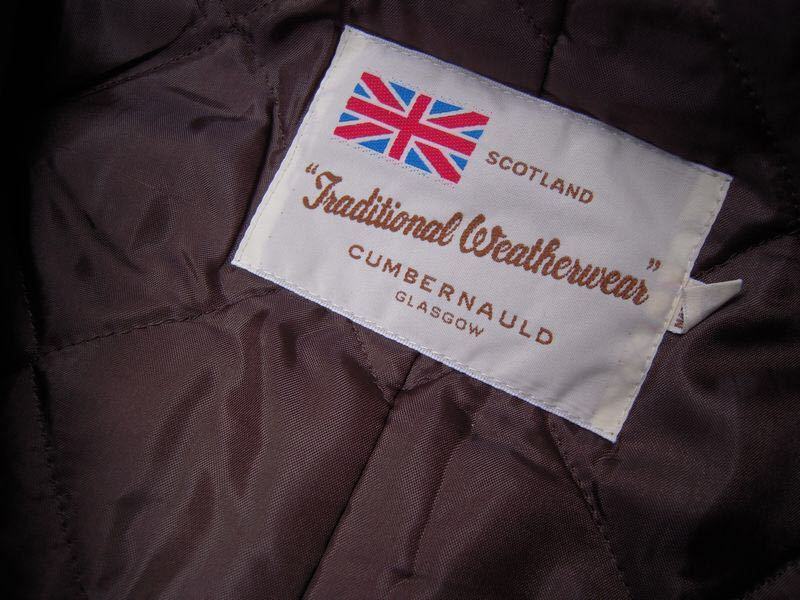 SCOTLAND
"Traditional Weatherwear"
CUMBERNAULD
GLASGOW